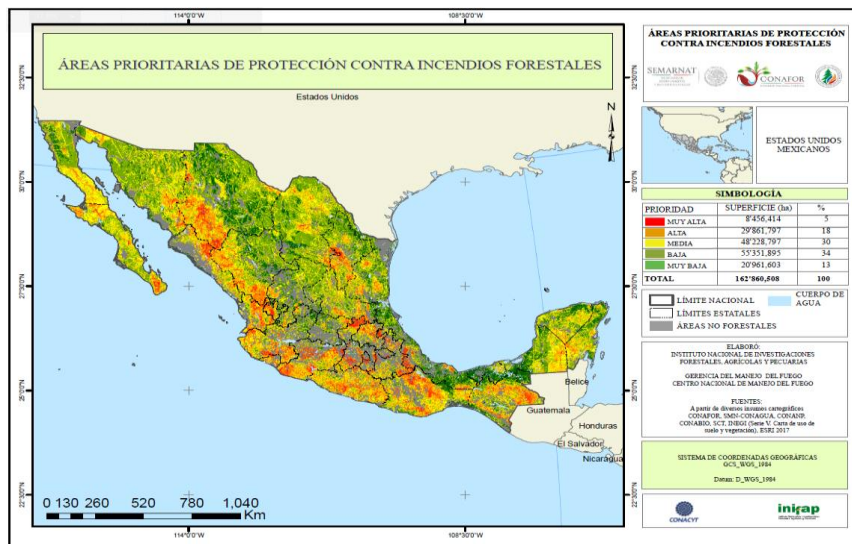 114°0'0"W 108°30'0"W
ÁREAS PRIORITARIAS DE PROTECCIÓN CONTRA INCENDIOS FORESTALES
Estados Unidos
N
32°30'0"N
30°0'0"N
27°30'0"N
25°0'0"N
22°30'0"N
Belice
Guatemala
Honduras
El Salvador
Nicaragua
0 130 260 520 780 1,040
Km
114°0'0"W 108°30'0"W
ÁREAS PRIORITARIAS DE PROTECCIÓN
CONTRA INCENDIOS FORESTALES
SEMARNAT
CONAFOR
ESTADOS UNIDOS
MEXICANOS
SIMBOLOGÍA
PRIORIDAD SUPERFICIE (ha) %
MUY ALTA 8'456,414 5
ALTA 29'861,797 18
MEDIA 48'228,797 30
BAJA 55'351,895 34
MUY BAJA 20'961,603 13
TOTAL 162'860,508 100
LÍMITE NACIONAL
LÍMITES ESTATALES
ÁREAS NO FORESTALES
CUERPO DE
AGUA
ELABORÓ:
INSTITUTO NACIONAL DE INVESTIGACIONES
FORESTALES, AGRÍCOLAS Y PECUARIAS
GERENCIA DEL MANEJO DEL FUEGO
CENTRO NACIONAL DE MANEJO DEL FUEGO
FUENTES:
A partir de diversos insumos cartográficos
CONAFOR, SMN-CONAGUA, CONANP,
CONABIO, SCT, INEGI (Serie V. Carta de uso de
suelo y vegetación), ESRI 2017
SISTEMA DE COORDENADAS GEOGRÁFICAS
GCS_WGS_1984
Datum: D_WGS_1984
CONACYT
inifap